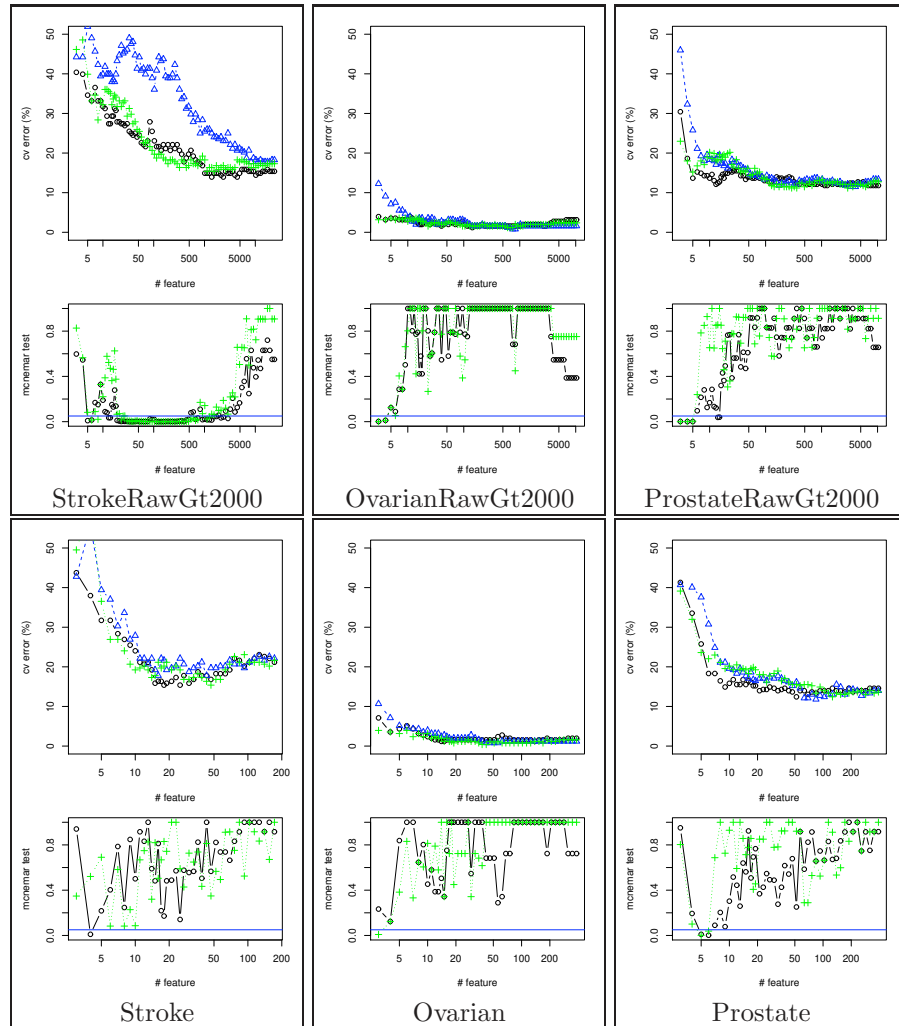 50
40
30
20
10
0
cv error (%)
5 50 500 5000
# feature
0.8
0.4
0.0
mcnemar test
5 50 500 5000
# feature
StrokeRawGt2000
50
40
30
20
10
0
cv error (%)
5 50 500 5000
# feature
0.8
0.4
0.0
mcnemar test
5 50 500 5000
# feature
OvarianRawGt2000
50
40
30
20
10
0
cv error (%)
5 50 500 5000
# feature
0.8
0.4
0.0
mcnemar test
5 50 500 5000
# feature
ProstateRawGt2000
50
40
30
20
10
0
cv error (%)
5 10 20 50 100 200
# feature
0.8
0.4
0.0
mcnemar test
5 10 20 50 100 200
# feature
Stroke
50
40
30
20
10
0
cv error (%)
5 10 20 50 100 200
# feature
0.8
0.4
0.0
mcnemar test
5 10 20 50 100 200
# feature
Ovarian
50
40
30
20
10
0
cv error (%)
5 10 20 50 100 200
# feature
0.8
0.4
0.0
mcnemar test
5 10 20 50 100 200
# feature
Prostate